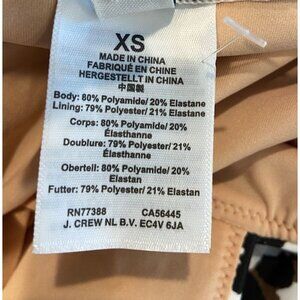 XS
MADE IN CHINA
FABRIQUÉ EN CHINE
HERGESTELLT IN CHINA
中国製
Body: 80% Polyamide/ 20% Elastane
Lining: 79% Polyester/ 21% Elastane
Corps: 80% Polyamide/ 20%
Élasthanne
Doublure: 79% Polyester/ 21%
Élasthanne
Obertell: 80% Polyamid/ 20% Elastan
Futter: 79% Polyester/ 21% Elastan
RN77388 CA56445
J. CREW NL B.V. EC4V 6JA